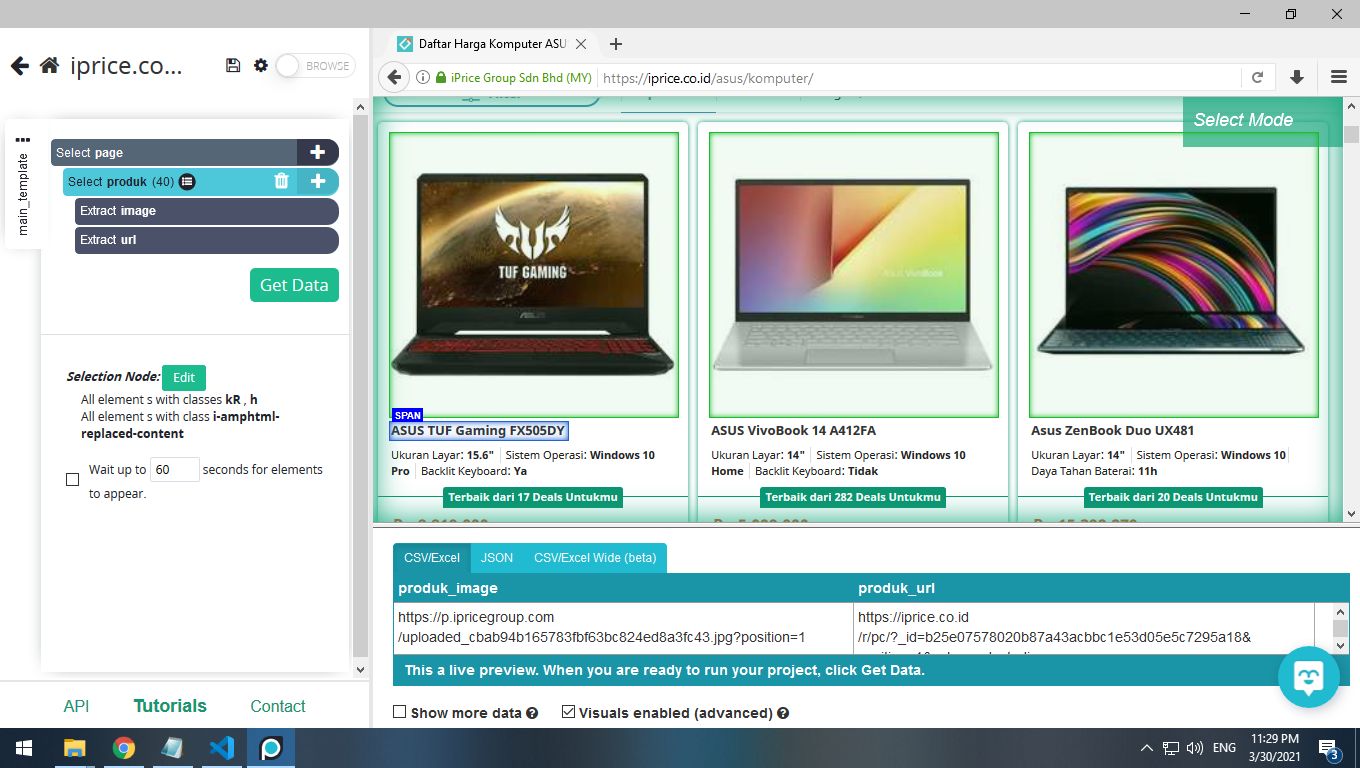 iprice.co...
BROWSE
main_template
Select page
Select produk (40)
Extract image
Extract url
Get Data
Selection Node: Edit
All element s with classes kR , h
All element s with class i-amphtml-
replaced-content
Wait up to 60 seconds for elements
to appear.
API Tutorials Contact
Daftar Harga Komputer ASU
iPrice Group Sdn Bhd (MY) https://iprice.co.id/asus/komputer/
Select Mode
TUF GAMING
ASUS VivoBook
SPAN
ASUS TUF Gaming FX505DY
Ukuran Layar: 15.6" Sistem Operasi: Windows 10
Pro Backlit Keyboard: Ya
Terbaik dari 17 Deals Untukmu
ASUS VivoBook 14 A412FA
Ukuran Layar: 14" Sistem Operasi: Windows 10
Home Backlit Keyboard: Tidak
Terbaik dari 282 Deals Untukmu
Asus ZenBook Duo UX481
Ukuran Layar: 14" Sistem Operasi: Windows 10
Daya Tahan Baterai: 11h
Terbaik dari 20 Deals Untukmu
CSV/Excel JSON CSV/Excel Wide (beta)
produk_image produk_url
https://p.ipricegroup.com
/uploaded_cbab94b165783fbf63bc824ed8a3fc43.jpg?position=1
https://iprice.co.id
/r/pc/?_id=b25e07578020b87a43acbbc1e53d05e5c7295a18&
This a live preview. When you are ready to run your project, click Get Data.
Show more data Visuals enabled (advanced)
ENG
11:29 PM
3/30/2021
3